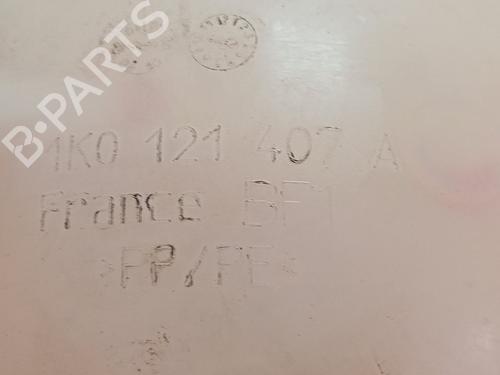 B-PARTS
1K0 121 407 A
France BF1
>PP/PE<